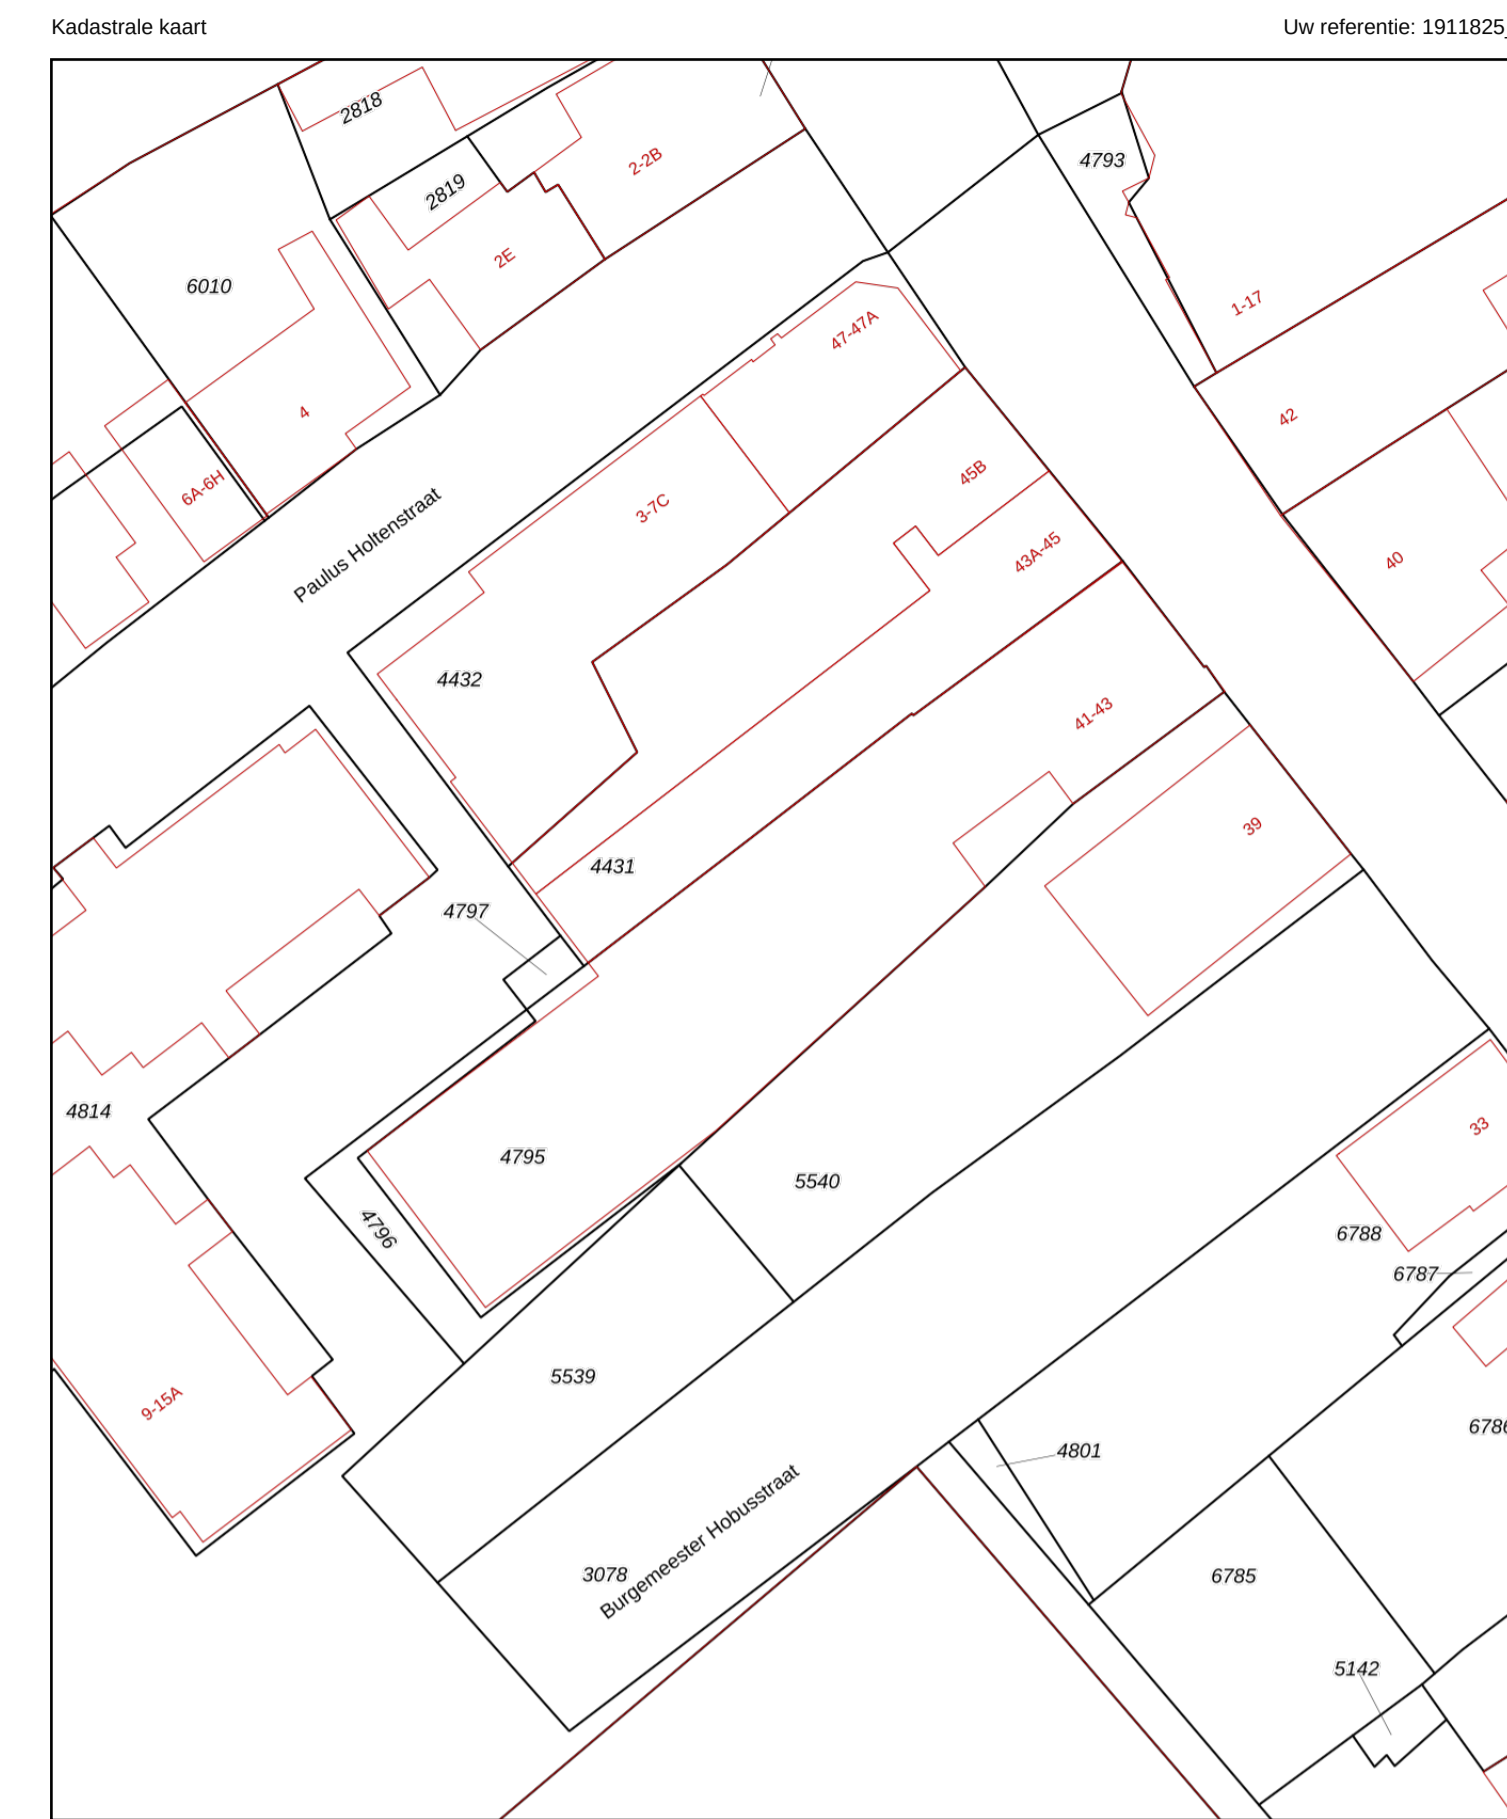 Kadastrale kaart
Uw referentie: 1911825_
2818
2-2B
4793
2819
2E
6010
1-17
47-47A
4
42
45B
6A-6H
3-7C
Paulus Holtenstraat
43A-45
40
4432
41-43
39
4431
4797
4814
33
4795
5540
4796
6788
6787
5539
9-15A
6786
4801
3078
Burgemeester Hobusstraat
6785
5142